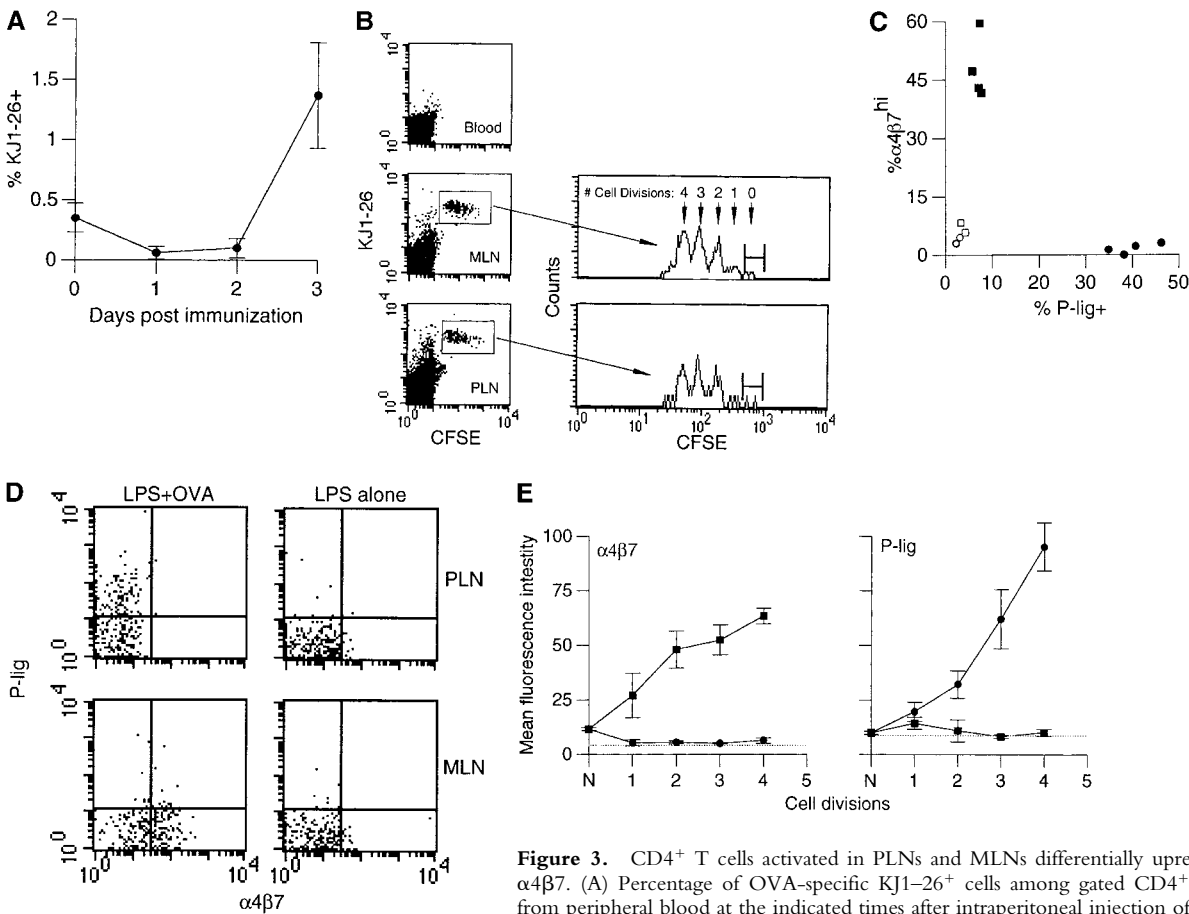 A
2
1.5
1
0.5
0
% KJ1-26+
0 1 2 3
Days post immunization
B
10^4
10^0
Blood
10^4
10^0
MLN
10^4
10^0
PLN
KJ1-26
10^0 10^4
CFSE
# Cell Divisions: 4 3 2 1 0
Counts
10^0 10^1 10^2 10^3 10^4
CFSE
C
60
45
30
15
0
%α4β7hi
0 10 20 30 40 50
% P-lig+
D
LPS+OVA LPS alone
10^4
10^0
PLN
10^4
10^0
MLN
P-lig
10^0 10^4 10^0 10^4
α4β7
E
α4β7
100
75
50
25
0
Mean fluorescence intestity
N 1 2 3 4 5
P-lig
N 1 2 3 4 5
Cell divisions
Figure 3. CD4+ T cells activated in PLNs and MLNs differentially upre
α4β7. (A) Percentage of OVA-specific KJ1–26+ cells among gated CD4+
from peripheral blood at the indicated times after intraperitoneal injection of